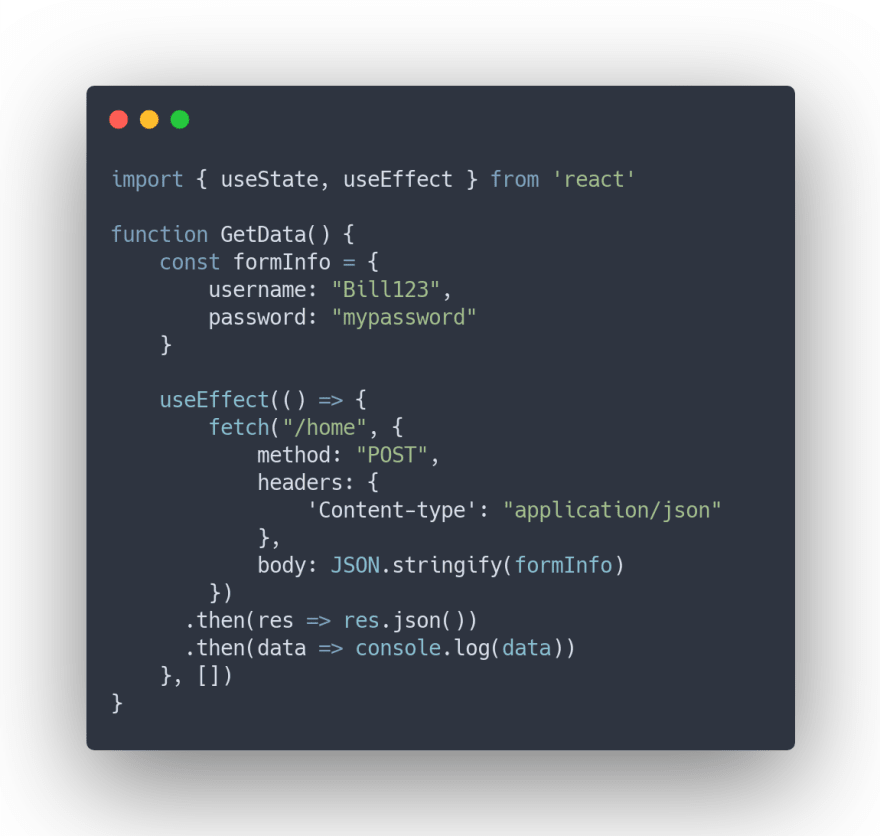 import { useState, useEffect } from 'react'
function GetData() {
    const formInfo = {
        username: "Bill123",
        password: "mypassword"
    }
    useEffect(() => {
        fetch("/home", {
            method: "POST",
            headers: {
                'Content-type': "application/json"
            },
            body: JSON.stringify(formInfo)
        })
      .then(res => res.json())
      .then(data => console.log(data))
    }, [])
}